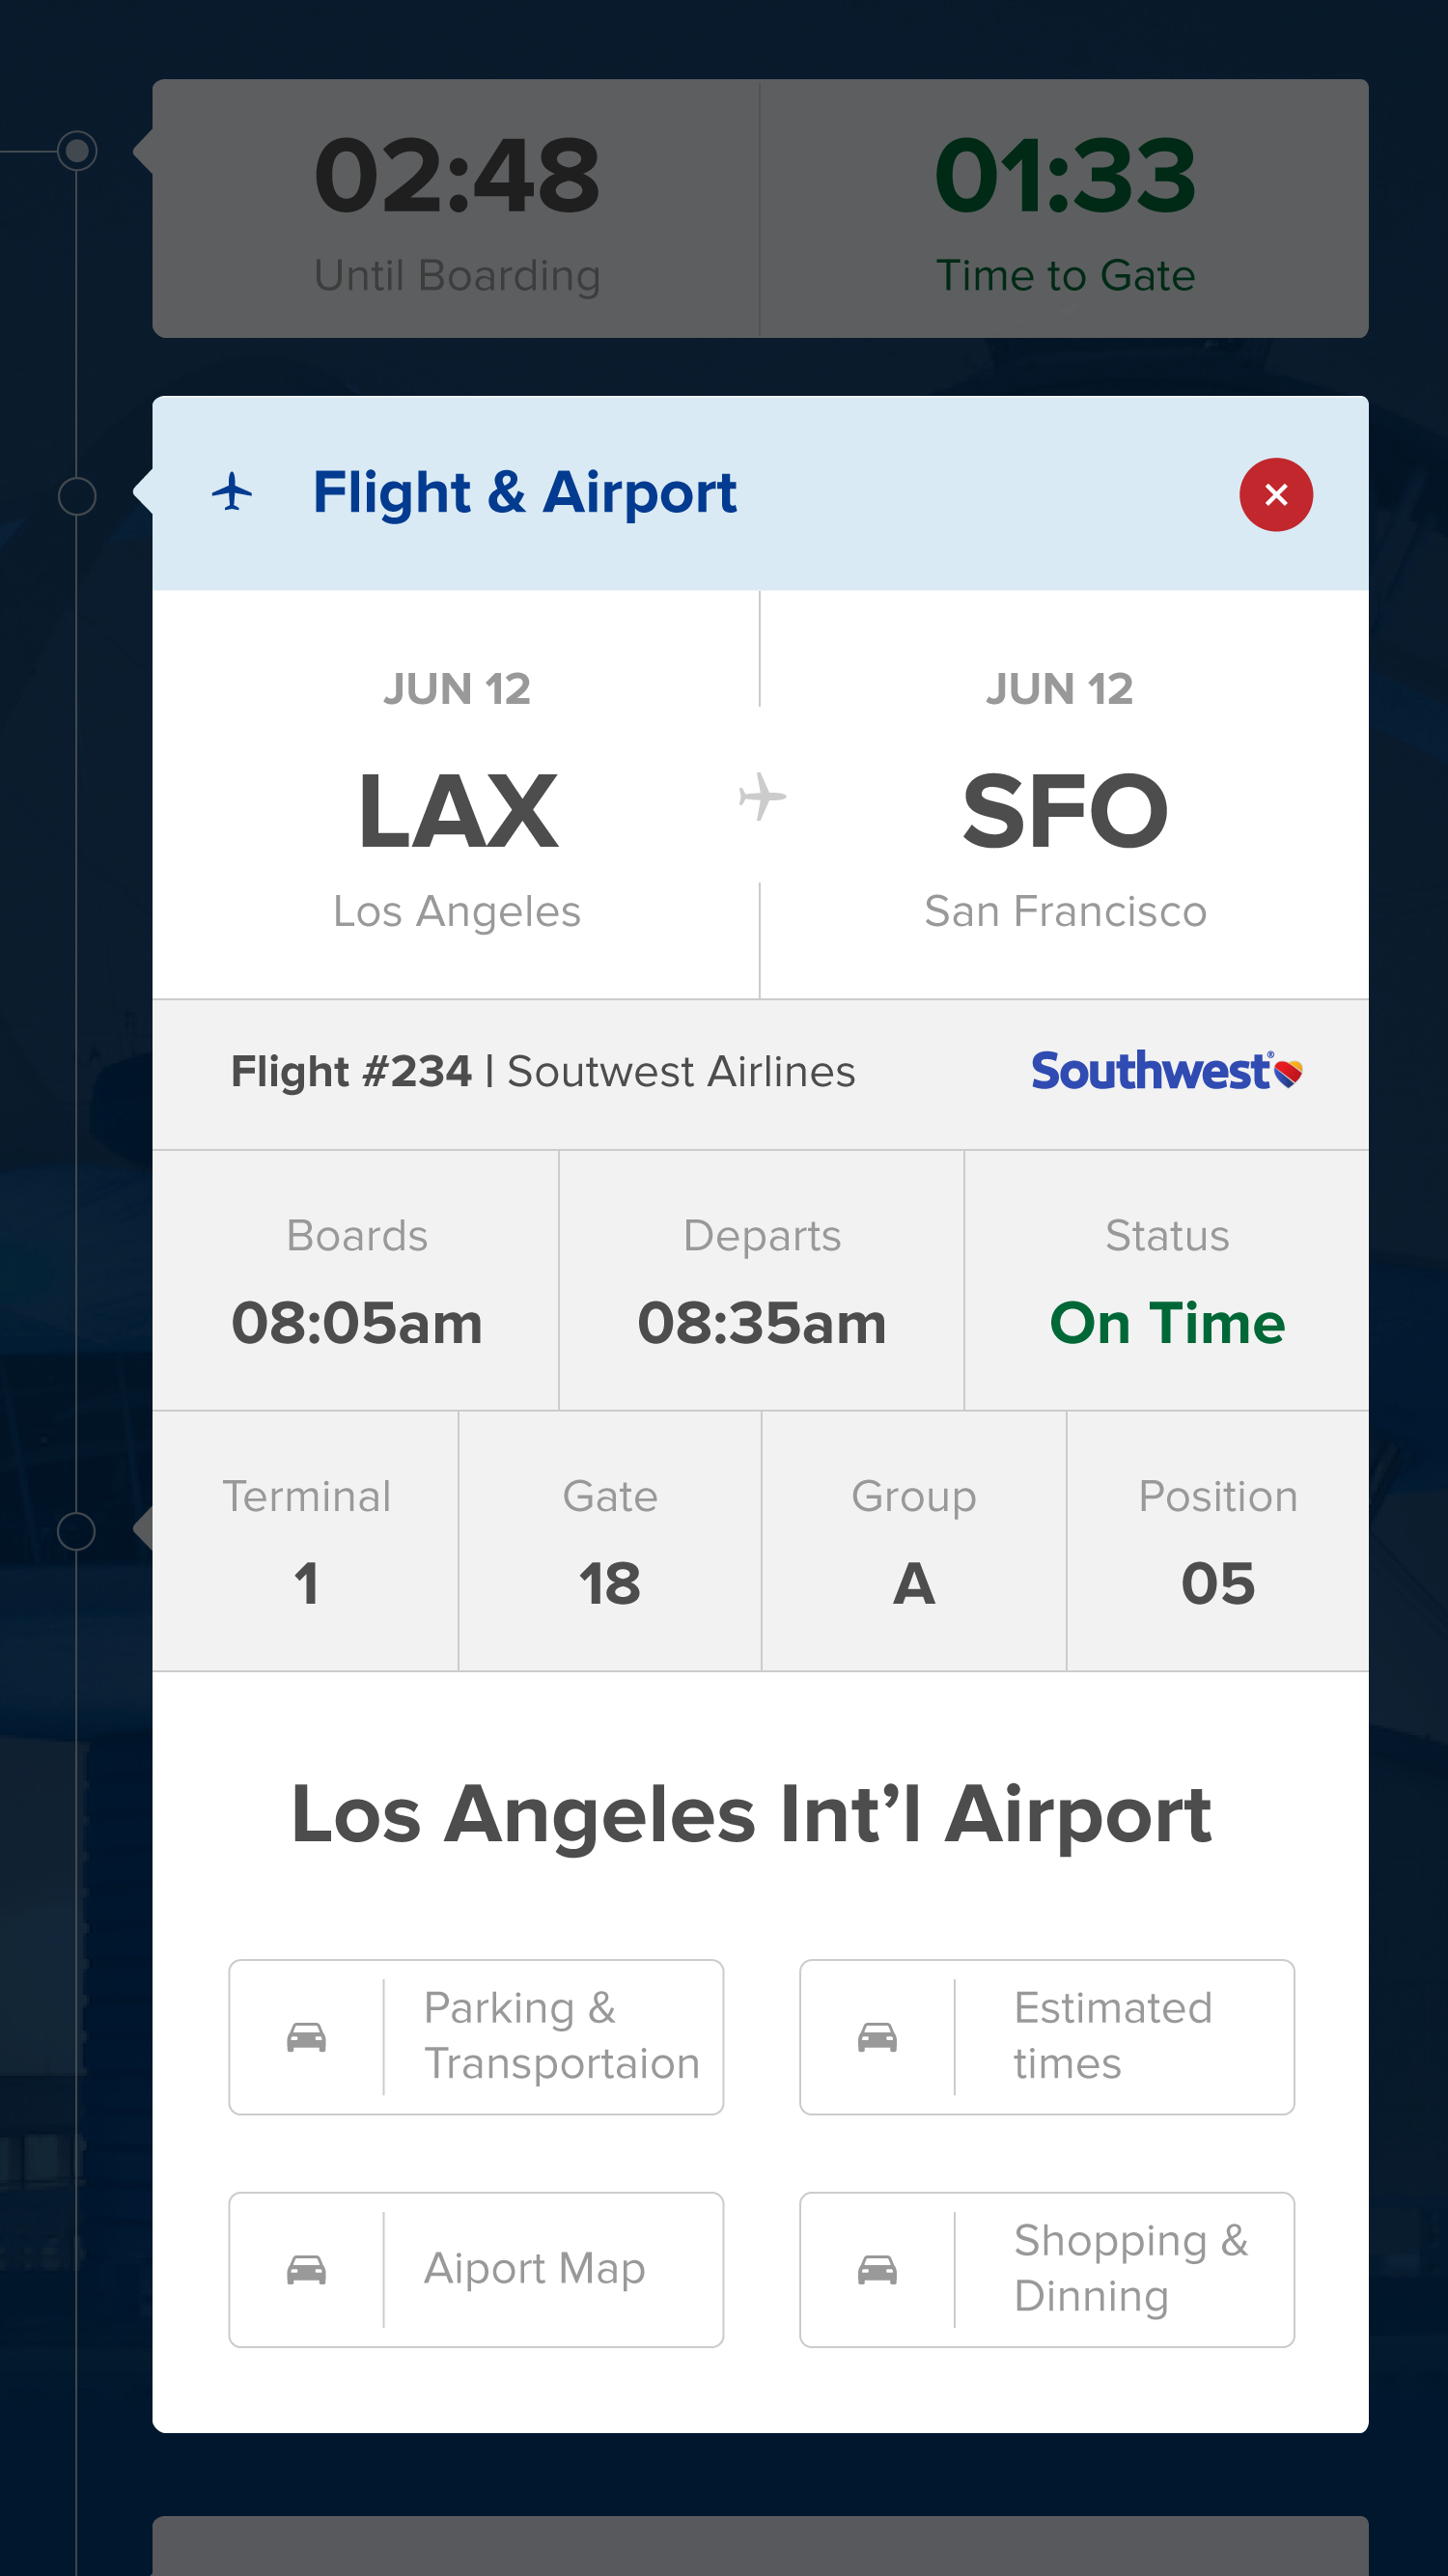 02:48
Until Boarding
01:33
Time to Gate
Flight & Airport
JUN 12
LAX
Los Angeles
JUN 12
SFO
San Francisco
Flight #234 | Soutwest Airlines
Southwest®
Boards
08:05am
Departs
08:35am
Status
On Time
Terminal
1
Gate
18
Group
A
Position
05
Los Angeles Int’l Airport
Parking &
Transportaion
Estimated
times
Aiport Map
Shopping &
Dinning